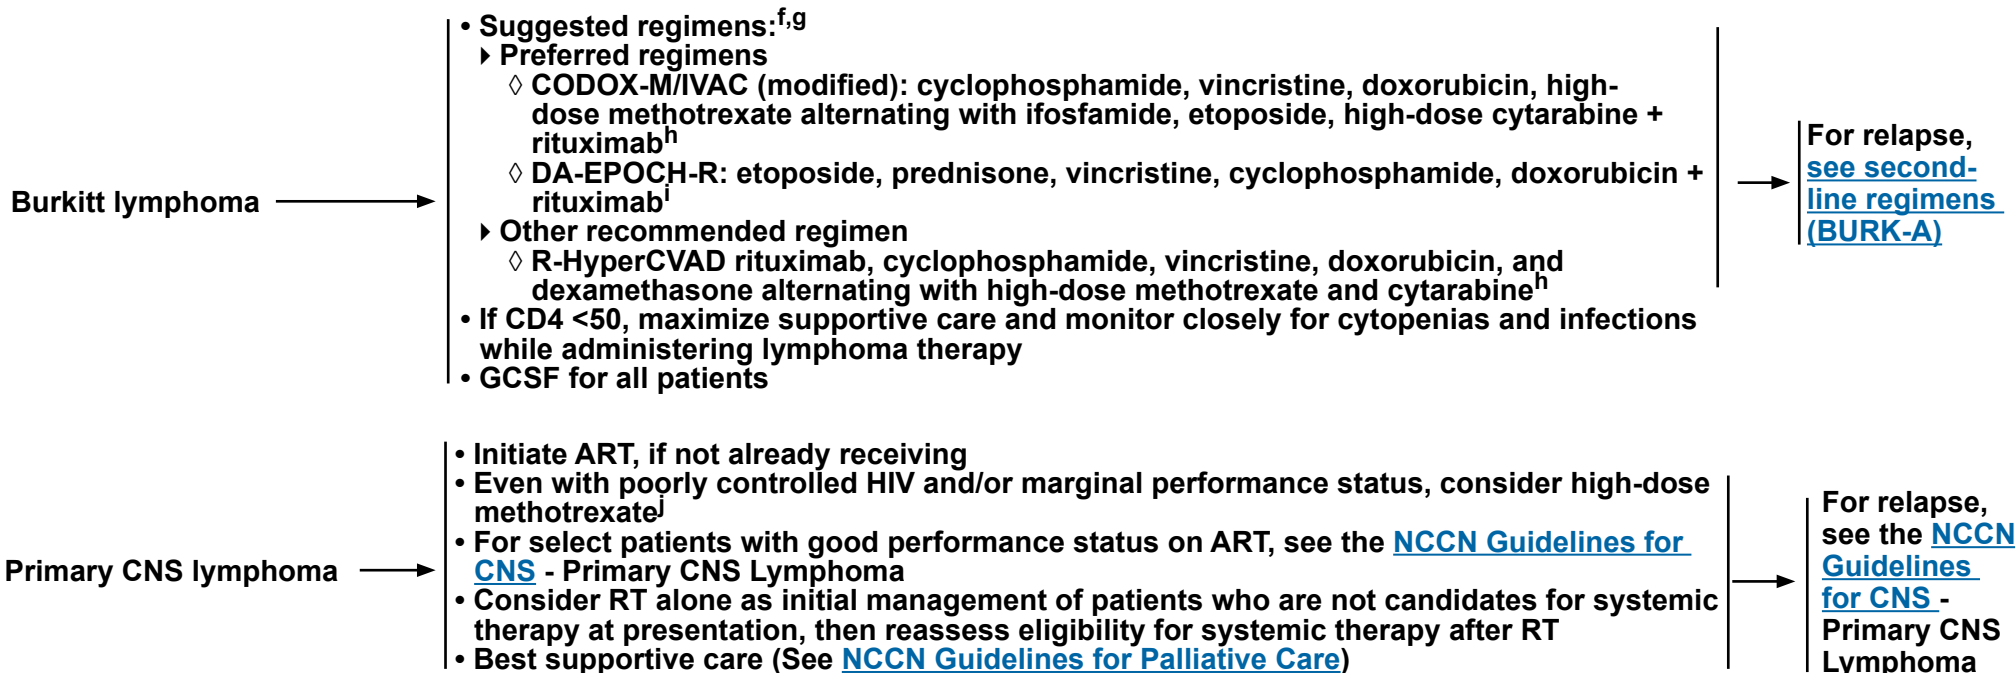 Burkitt lymphoma
• Suggested regimens:f,g
‣ Preferred regimens
◊ CODOX-M/IVAC (modified): cyclophosphamide, vincristine, doxorubicin, high-
dose methotrexate alternating with ifosfamide, etoposide, high-dose cytarabine +
rituximabh
◊ DA-EPOCH-R: etoposide, prednisone, vincristine, cyclophosphamide, doxorubicin +
rituximabi
‣ Other recommended regimen
◊ R-HyperCVAD rituximab, cyclophosphamide, vincristine, doxorubicin, and
dexamethasone alternating with high-dose methotrexate and cytarabineh
• If CD4 <50, maximize supportive care and monitor closely for cytopenias and infections
while administering lymphoma therapy
• GCSF for all patients
For relapse,
see second-
line regimens
(BURK-A)
Primary CNS lymphoma
• Initiate ART, if not already receiving
• Even with poorly controlled HIV and/or marginal performance status, consider high-dose
methotrexatej
• For select patients with good performance status on ART, see the NCCN Guidelines for
CNS - Primary CNS Lymphoma
• Consider RT alone as initial management of patients who are not candidates for systemic
therapy at presentation, then reassess eligibility for systemic therapy after RT
• Best supportive care (See NCCN Guidelines for Palliative Care)
For relapse,
see the NCCN
Guidelines
for CNS -
Primary CNS
Lymphoma